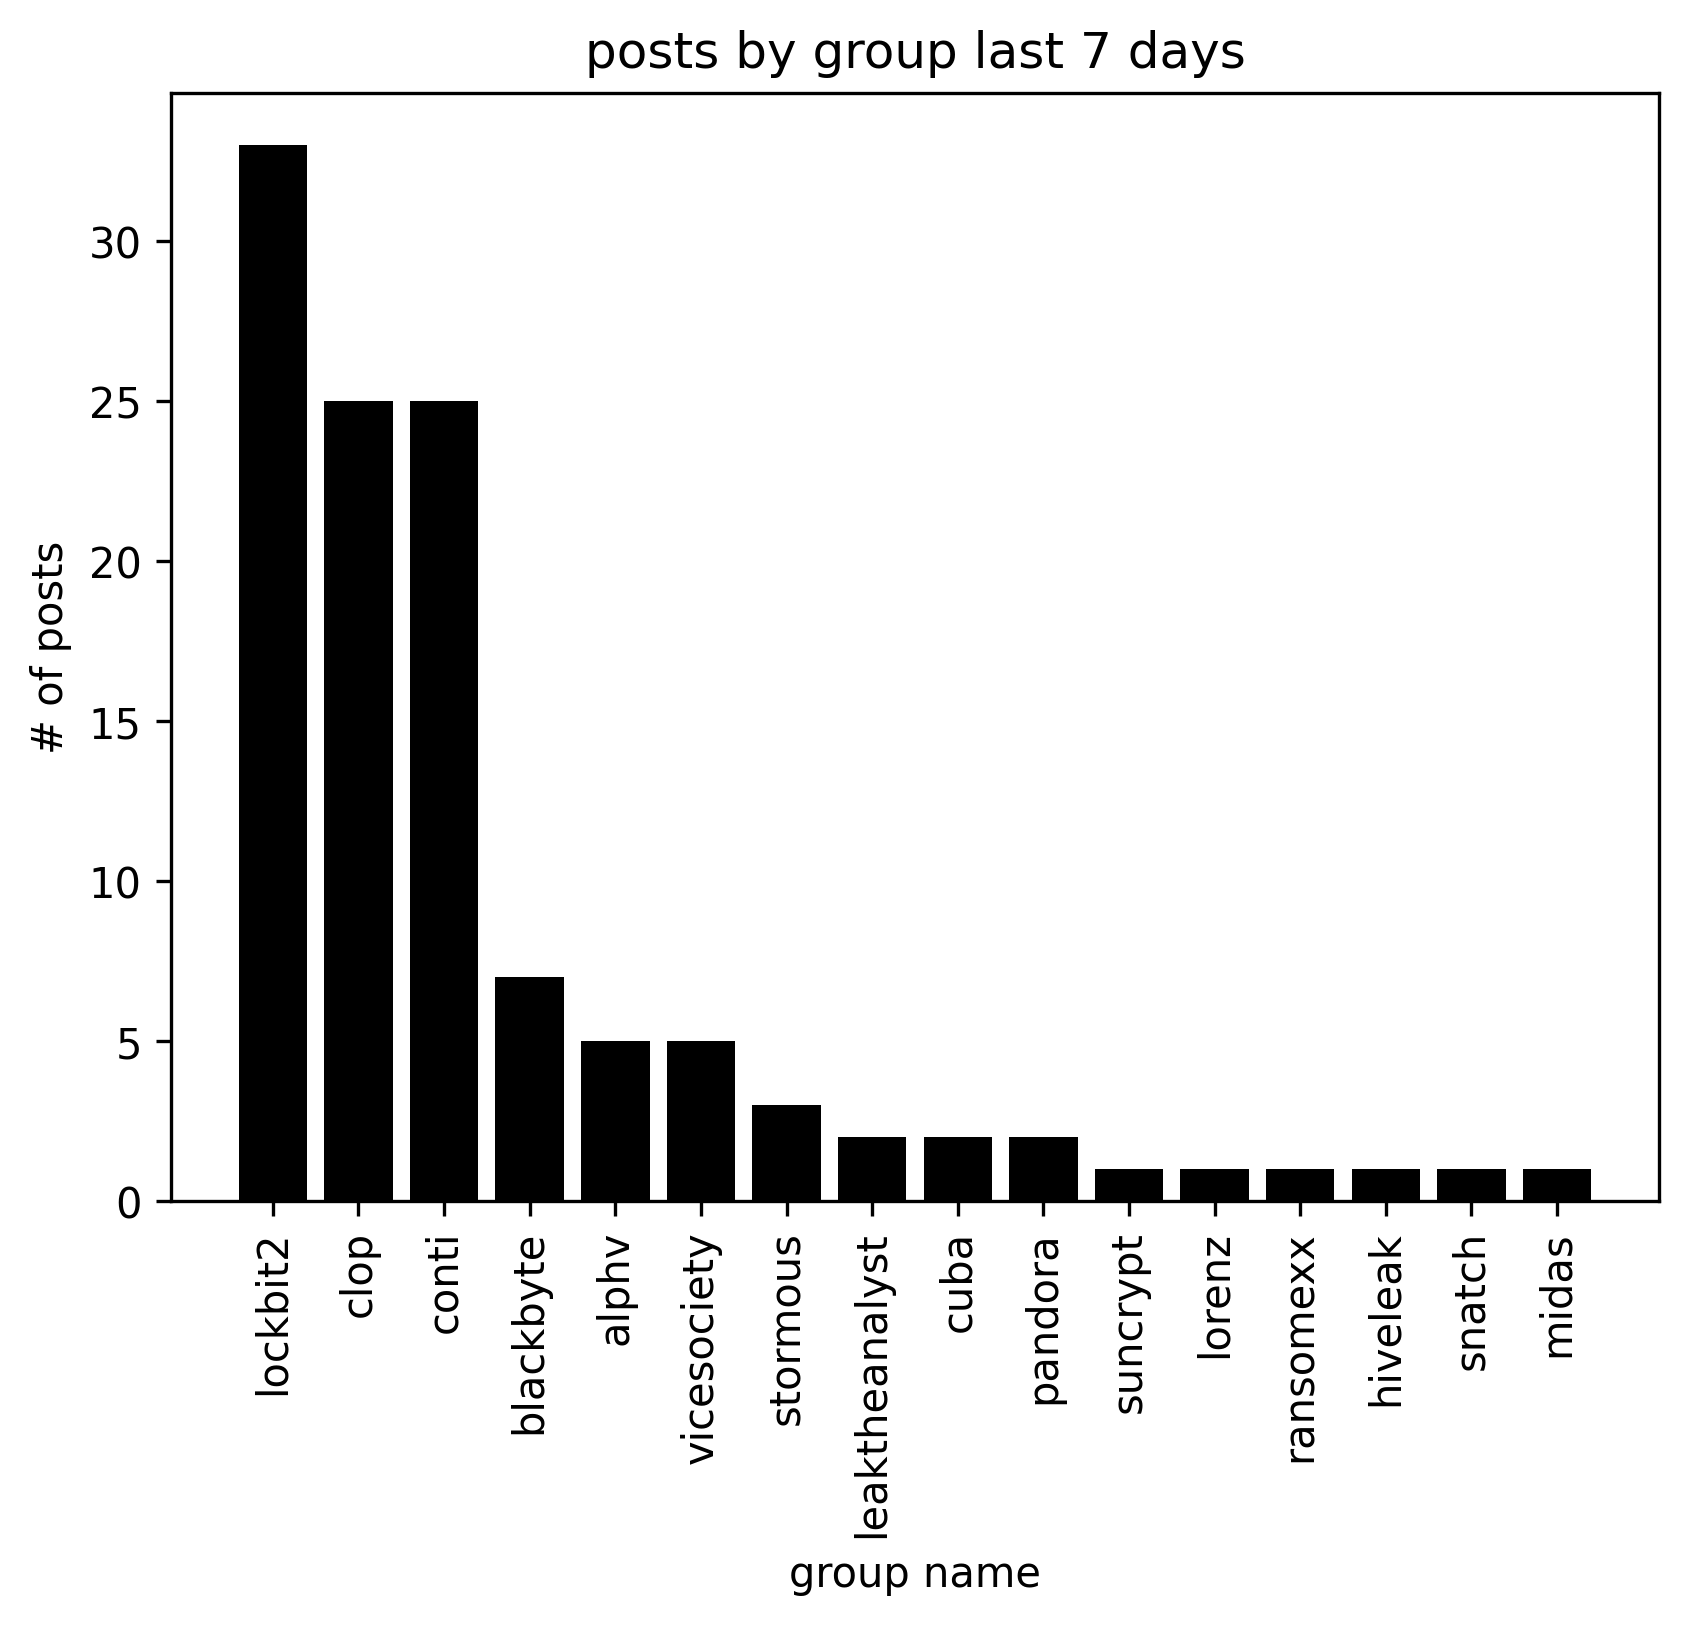 posts by group last 7 days
# of posts
30
25
20
15
10
5
0
lockbit2
clop
conti
blackbyte
alphv
vicesociety
stormous
leaktheanalyst
cuba
pandora
suncrypt
lorenz
ransomexx
hiveleak
snatch
midas
group name